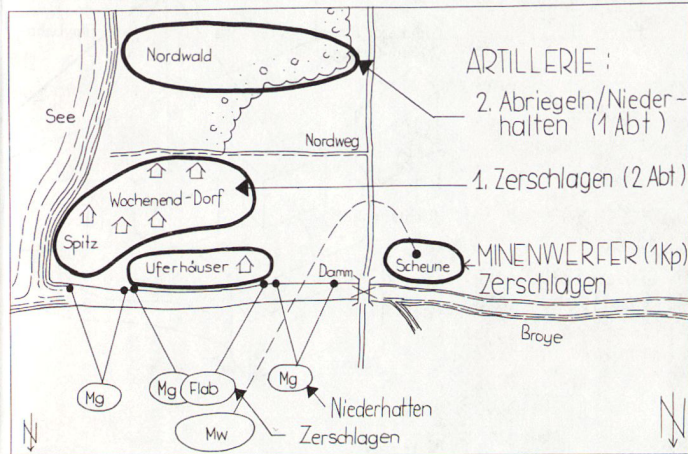 Nordwald
ARTILLERIE:
2. Abriegeln/Nieder-
halten (1 Abt)
See
Nordweg
1. Zerschlagen (2 Abt)
Wochenend-Dorf
Spitz
Uferhäuser
Damm
Scheune
MINENWERFER (1Kp)
Zerschlagen
Broye
Mg
Mg
Flab
Mg
Niederhatten
Zerschlagen
Mw
N
N